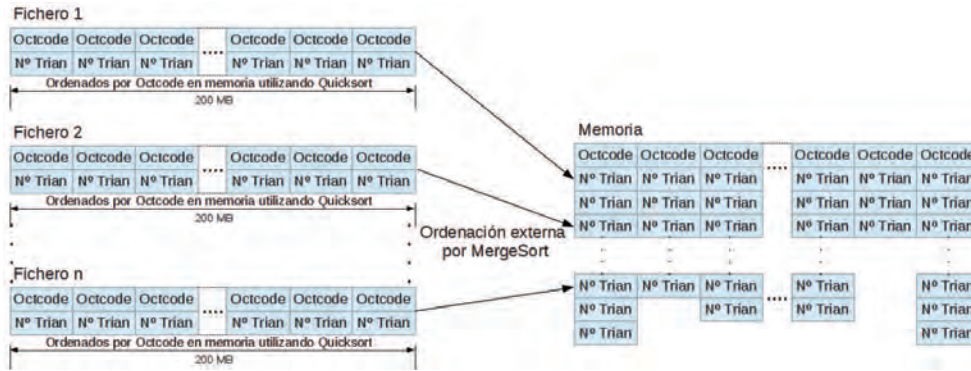 Fichero 1
Octcode Octcode Octcode .... Octcode Octcode Octcode
Nº Trian Nº Trian Nº Trian Nº Trian Nº Trian Nº Trian
Ordenados por Octcode en memoria utilizando Quicksort
200 MB
Fichero 2
Octcode Octcode Octcode .... Octcode Octcode Octcode
Nº Trian Nº Trian Nº Trian Nº Trian Nº Trian Nº Trian
Ordenados por Octcode en memoria utilizando Quicksort
200 MB
Fichero n
Octcode Octcode Octcode .... Octcode Octcode Octcode
Nº Trian Nº Trian Nº Trian Nº Trian Nº Trian Nº Trian
Ordenados por Octcode en memoria utilizando Quicksort
200 MB
Ordenación externa
por MergeSort
Memoria
Octcode Octcode Octcode .... Octcode Octcode Octcode
Nº Trian Nº Trian Nº Trian Nº Trian Nº Trian Nº Trian
Nº Trian Nº Trian Nº Trian Nº Trian Nº Trian Nº Trian
Nº Trian Nº Trian Nº Trian Nº Trian Nº Trian Nº Trian
Nº Trian Nº Trian Nº Trian .... Nº Trian Nº Trian
Nº Trian Nº Trian Nº Trian Nº Trian
Nº Trian Nº Trian